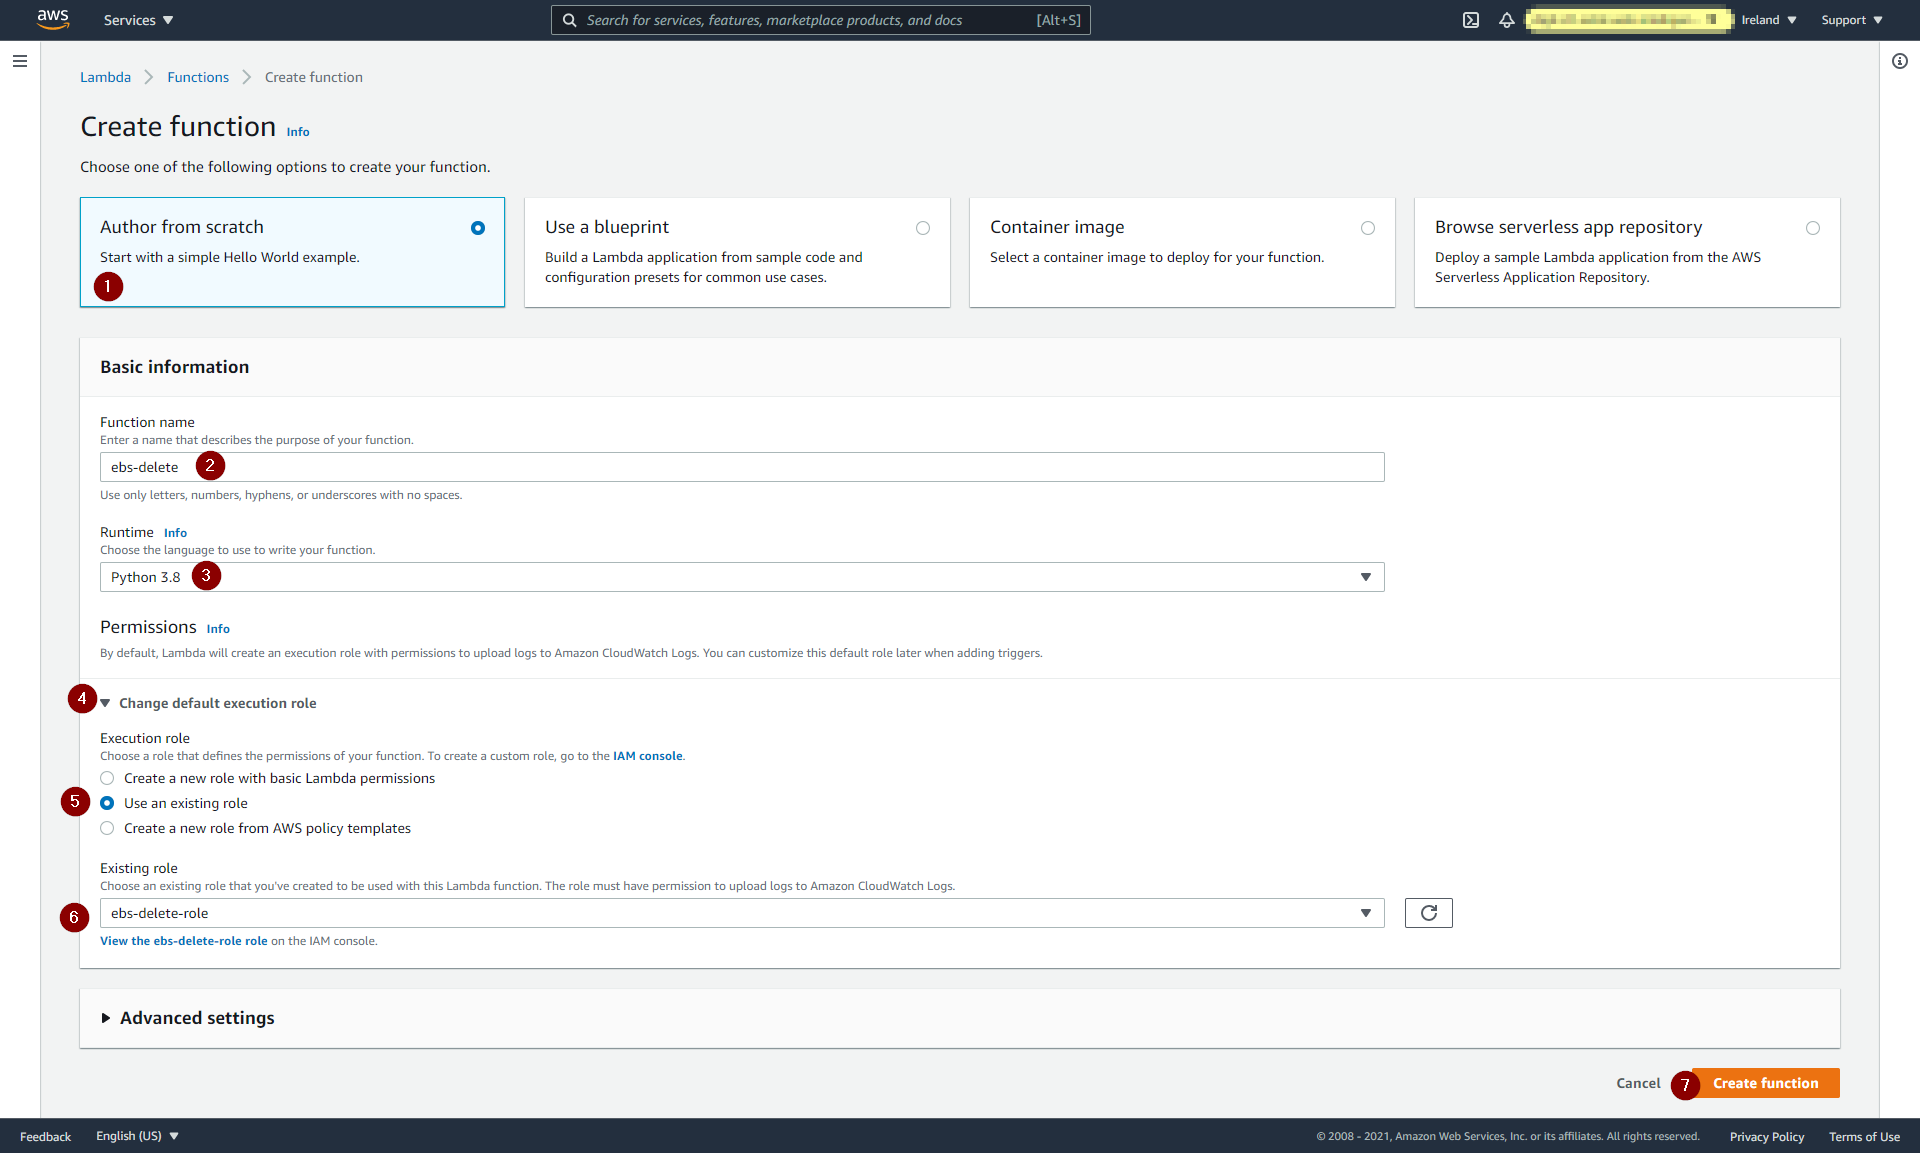 aws Services Search for services, features, marketplace products, and docs [Alt+S] Ireland Support
Lambda Functions Create function
Create function Info
Choose one of the following options to create your function.
Author from scratch
Start with a simple Hello World example.
1
Use a blueprint
Build a Lambda application from sample code and
configuration presets for common use cases.
Container image
Select a container image to deploy for your function.
Browse serverless app repository
Deploy a sample Lambda application from the AWS
Serverless Application Repository.
Basic information
Function name
Enter a name that describes the purpose of your function.
ebs-delete 2
Use only letters, numbers, hyphens, or underscores with no spaces.
Runtime Info
Choose the language to use to write your function.
Python 3.8 3
Permissions Info
By default, Lambda will create an execution role with permissions to upload logs to Amazon CloudWatch Logs. You can customize this default role later when adding triggers.
4 Change default execution role
Execution role
Choose a role that defines the permissions of your function. To create a custom role, go to the IAM console.
Create a new role with basic Lambda permissions
5 Use an existing role
Create a new role from AWS policy templates
Existing role
Choose an existing role that you've created to be used with this Lambda function. The role must have permission to upload logs to Amazon CloudWatch Logs.
6 ebs-delete-role
View the ebs-delete-role role on the IAM console.
Advanced settings
Cancel 7 Create function
Feedback English (US) © 2008 - 2021, Amazon Web Services, Inc. or its affiliates. All rights reserved. Privacy Policy Terms of Use